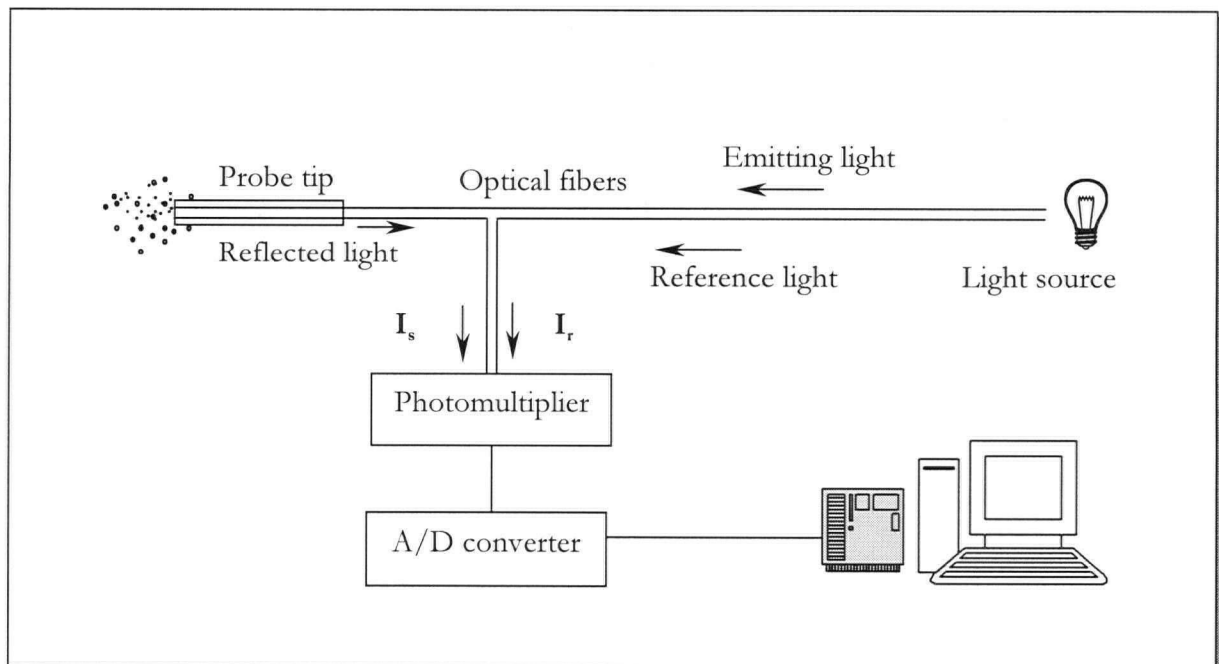 Emitting light
Probe tip
Optical fibers
Reflected light
Reference light
Light source
Is
Ir
Photomultiplier
A/D converter